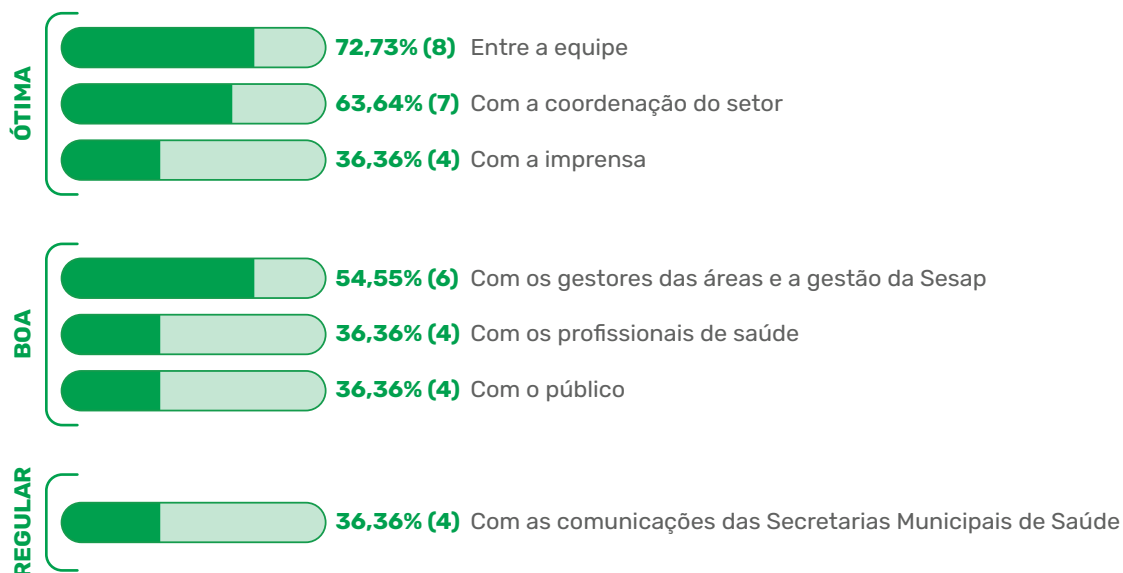 ÓTIMA
72,73% (8) Entre a equipe
63,64% (7) Com a coordenação do setor
36,36% (4) Com a imprensa
BOA
54,55% (6) Com os gestores das áreas e a gestão da Sesap
36,36% (4) Com os profissionais de saúde
36,36% (4) Com o público
REGULAR
36,36% (4) Com as comunicações das Secretarias Municipais de Saúde